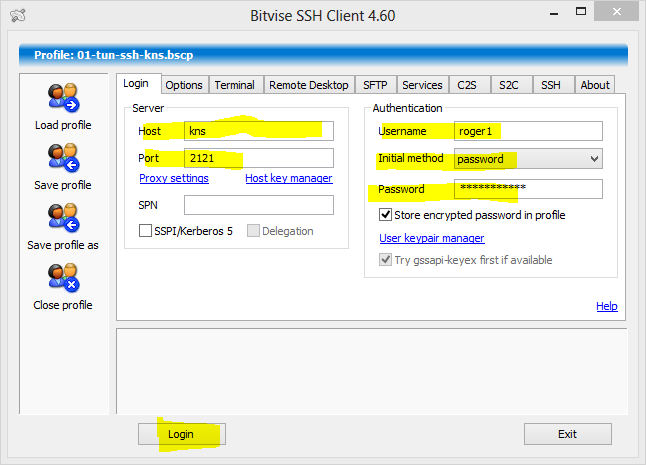 Bitvise SSH Client 4.60
Profile: 01-tun-ssh-kns.bscp
Load profile
Save profile
Save profile as
Close profile
Login Options Terminal Remote Desktop SFTP Services C2S S2C SSH About
Server
Host kns
Port 2121
Proxy settings Host key manager
SPN
SSPI/Kerberos 5 Delegation
Authentication
Username roger1
Initial method password
Password ***********
Store encrypted password in profile
User keypair manager
Try gssapi-keyex first if available
Help
Login Exit